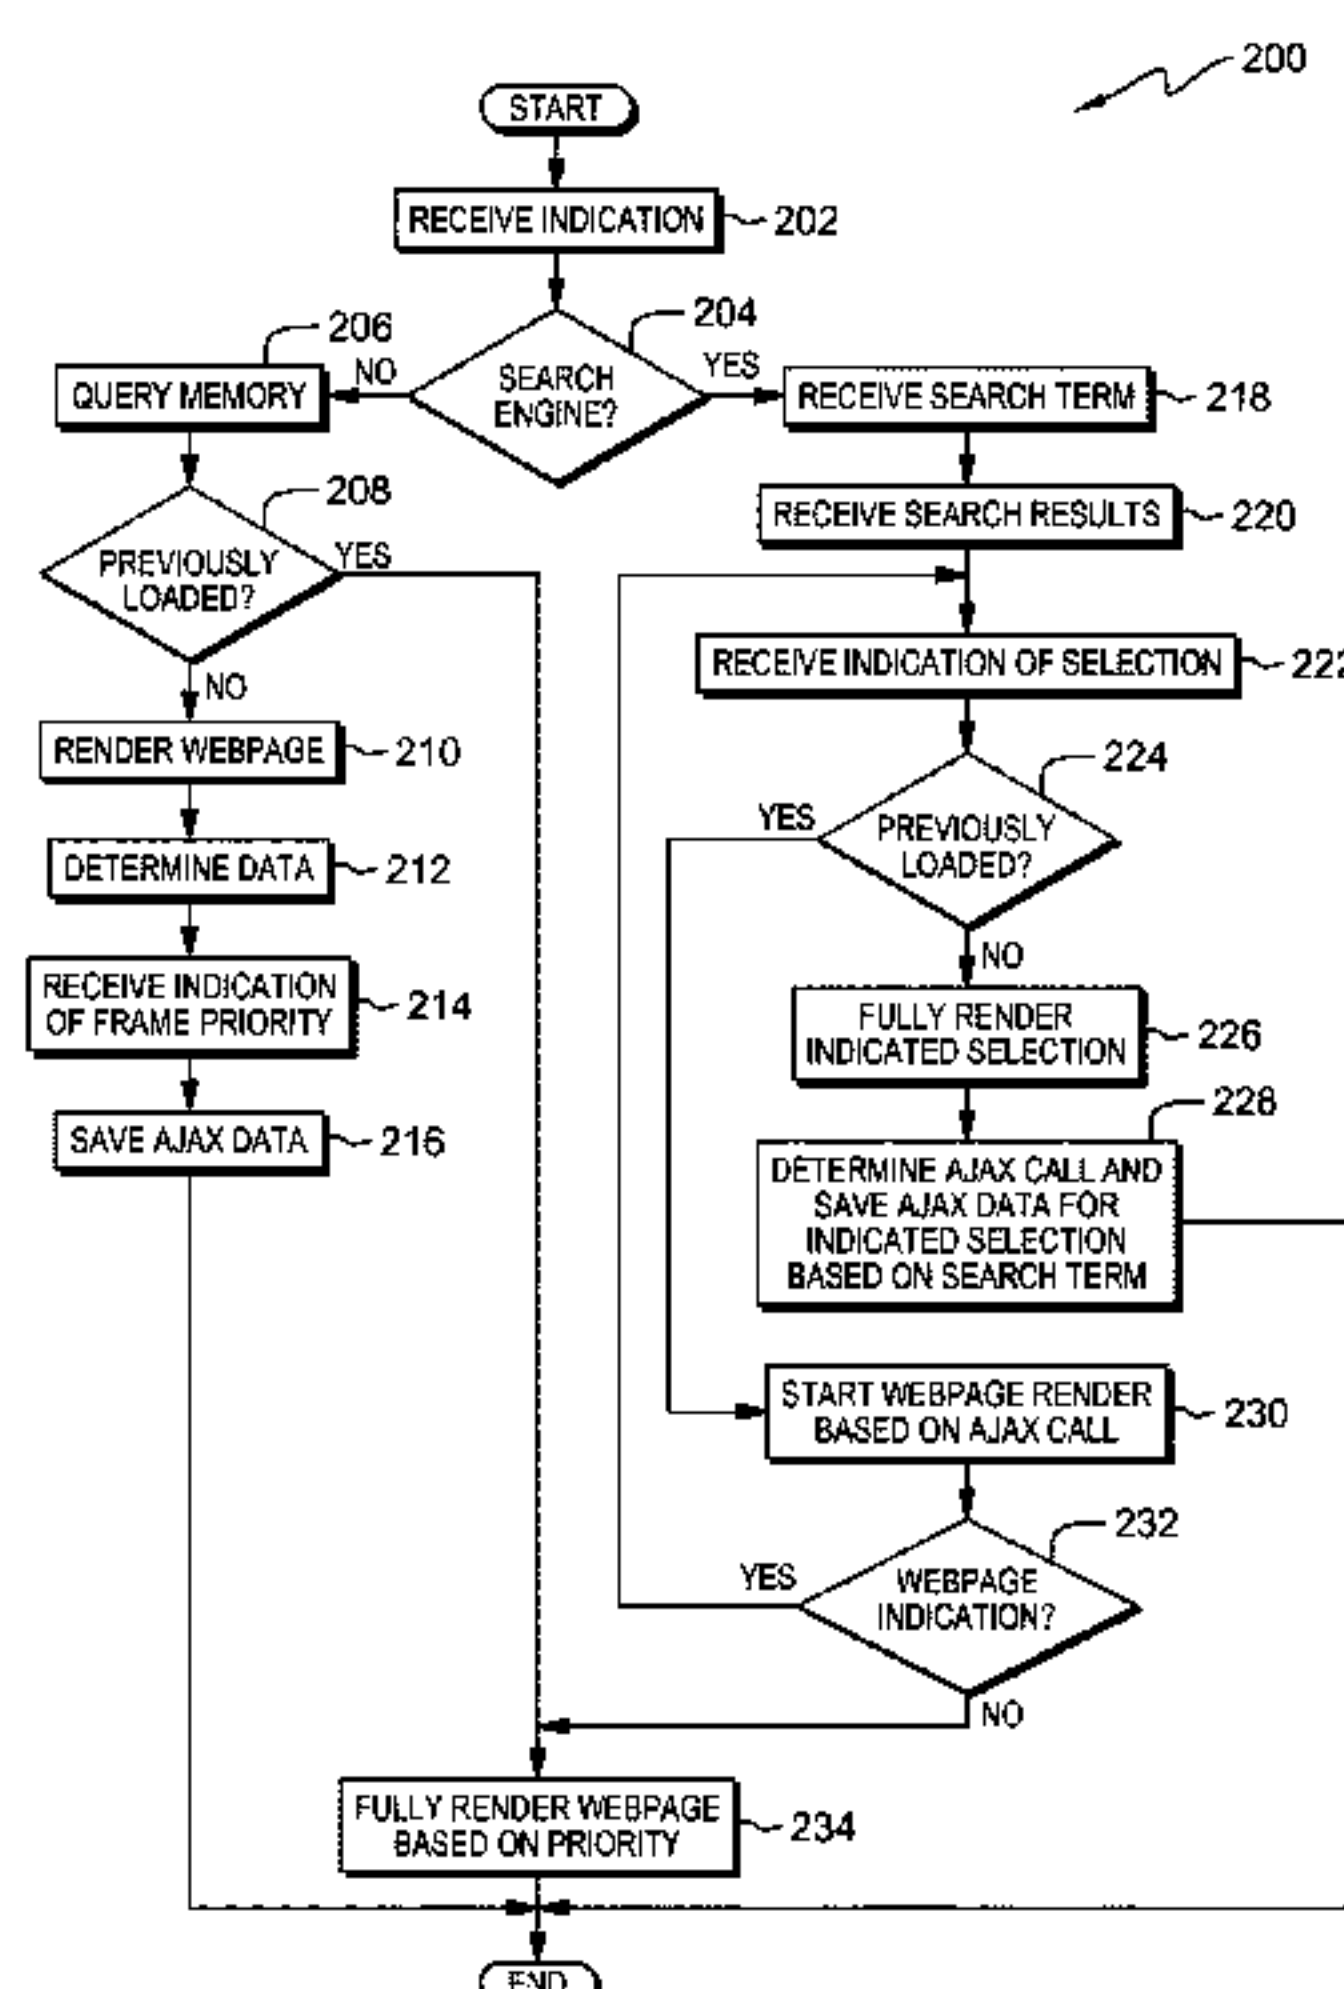 200
START
RECEIVE INDICATION
202
204
SEARCH
ENGINE?
NO
YES
206
QUERY MEMORY
208
PREVIOUSLY
LOADED?
YES
NO
RENDER WEBPAGE
210
DETERMINE DATA
212
RECEIVE INDICATION
OF FRAME PRIORITY
214
SAVE AJAX DATA
216
RECEIVE SEARCH TERM
218
RECEIVE SEARCH RESULTS
220
RECEIVE INDICATION OF SELECTION
222
224
PREVIOUSLY
LOADED?
YES
NO
FULLY RENDER
INDICATED SELECTION
226
228
DETERMINE AJAX CALL AND
SAVE AJAX DATA FOR
INDICATED SELECTION
BASED ON SEARCH TERM
START WEBPAGE RENDER
BASED ON AJAX CALL
230
232
WEBPAGE
INDICATION?
YES
NO
FULLY RENDER WEBPAGE
BASED ON PRIORITY
234
END